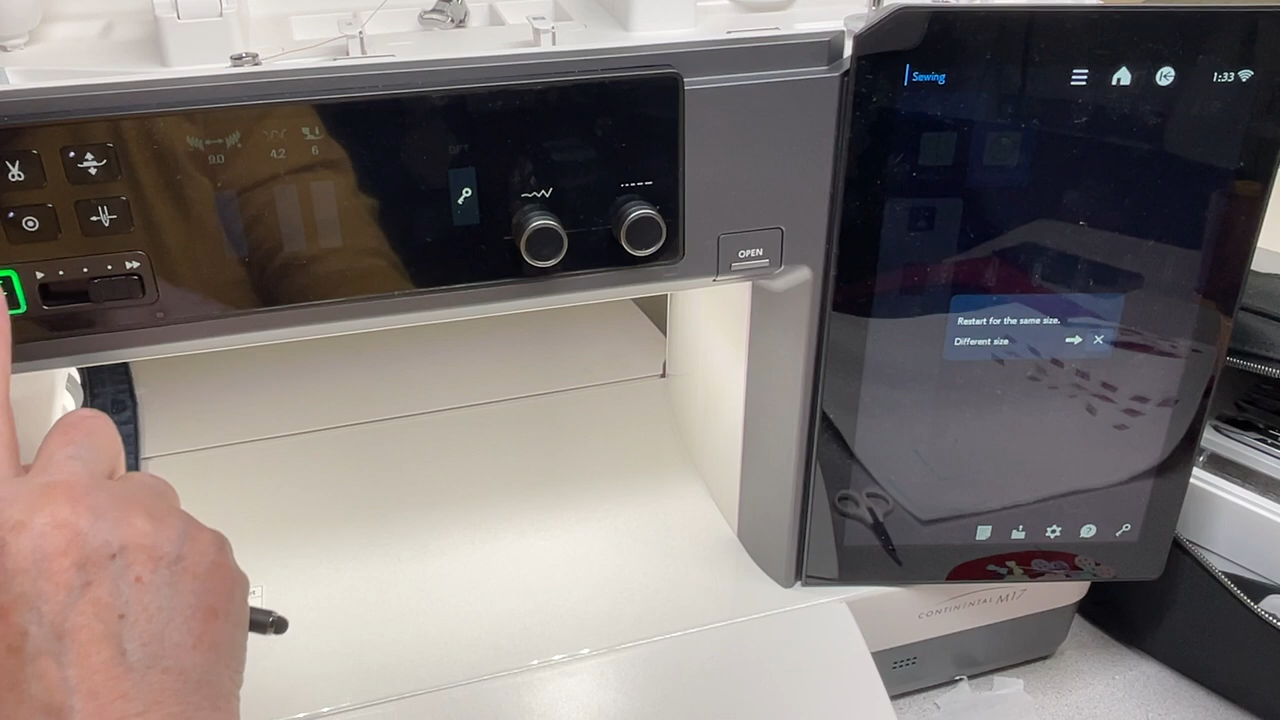 Sewing
1:33
9.0
4.2
6
OPEN
Restart for the same size.
Different size
CONTINENTAL M17